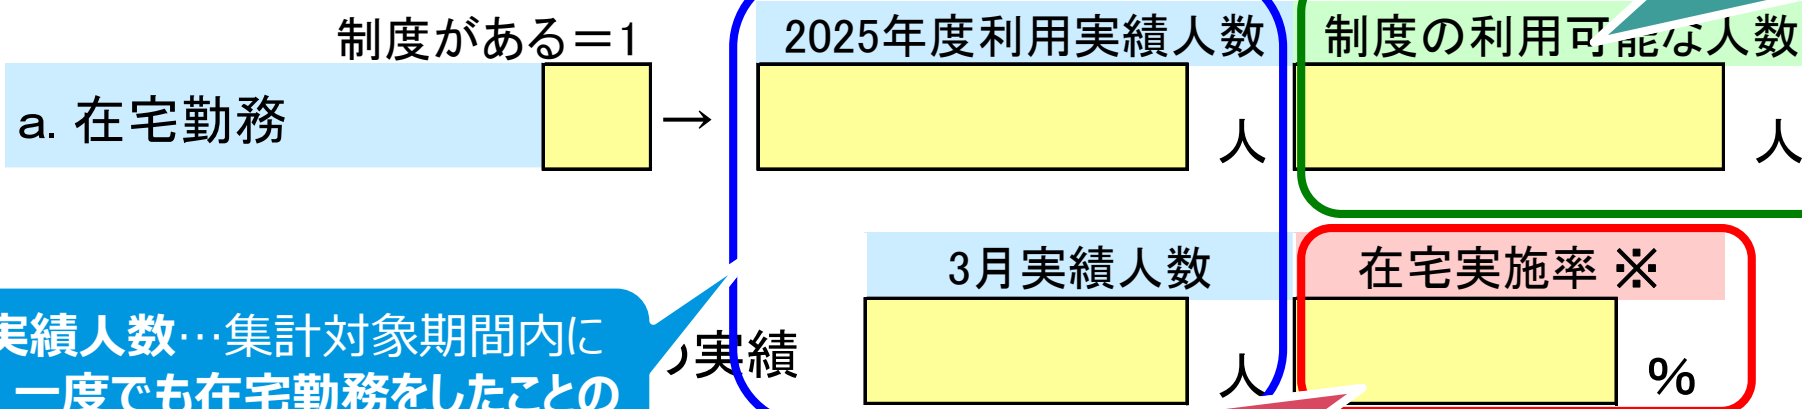 制度がある＝1
2025年度利用実績人数
制度の利用可能な人数
a. 在宅勤務
→
人
人
3月実績人数
在宅実施率 ※
実績人数…集計対象期間内に
一度でも在宅勤務をしたことの
実績
人
%